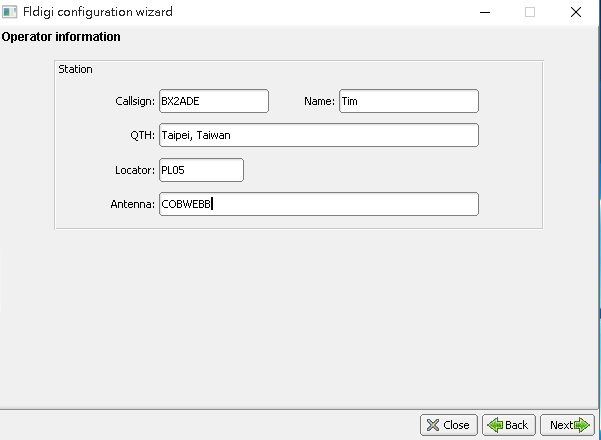 Fldigi configuration wizard
Operator information
Station
Callsign: BX2ADE Name: Tim
QTH: Taipei, Taiwan
Locator: PL05
Antenna: COBWEBB
Close Back Next